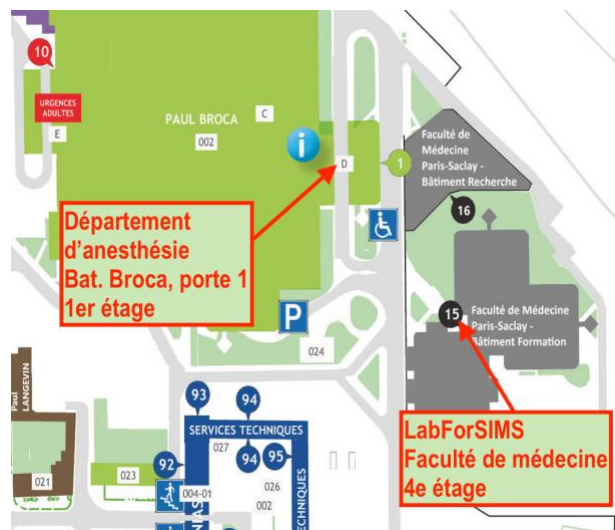 10
URGENCES
ADULTES
E
PAUL BROCA
002
C
i
D
1
Faculté de
Médecine
Paris-Saclay -
Bâtiment Recherche
16
Département
d'anesthésie
Bat. Broca, porte 1
1er étage
P
024
15
Faculté de Médecine
Paris-Saclay -
Bâtiment Formation
Paul
LANGEVIN
021
023
93
94
SERVICES TECHNIQUES
027
92
94
95
004-01
026
002
TECHNIQUES
LabForSIMS
Faculté de médecine
4e étage